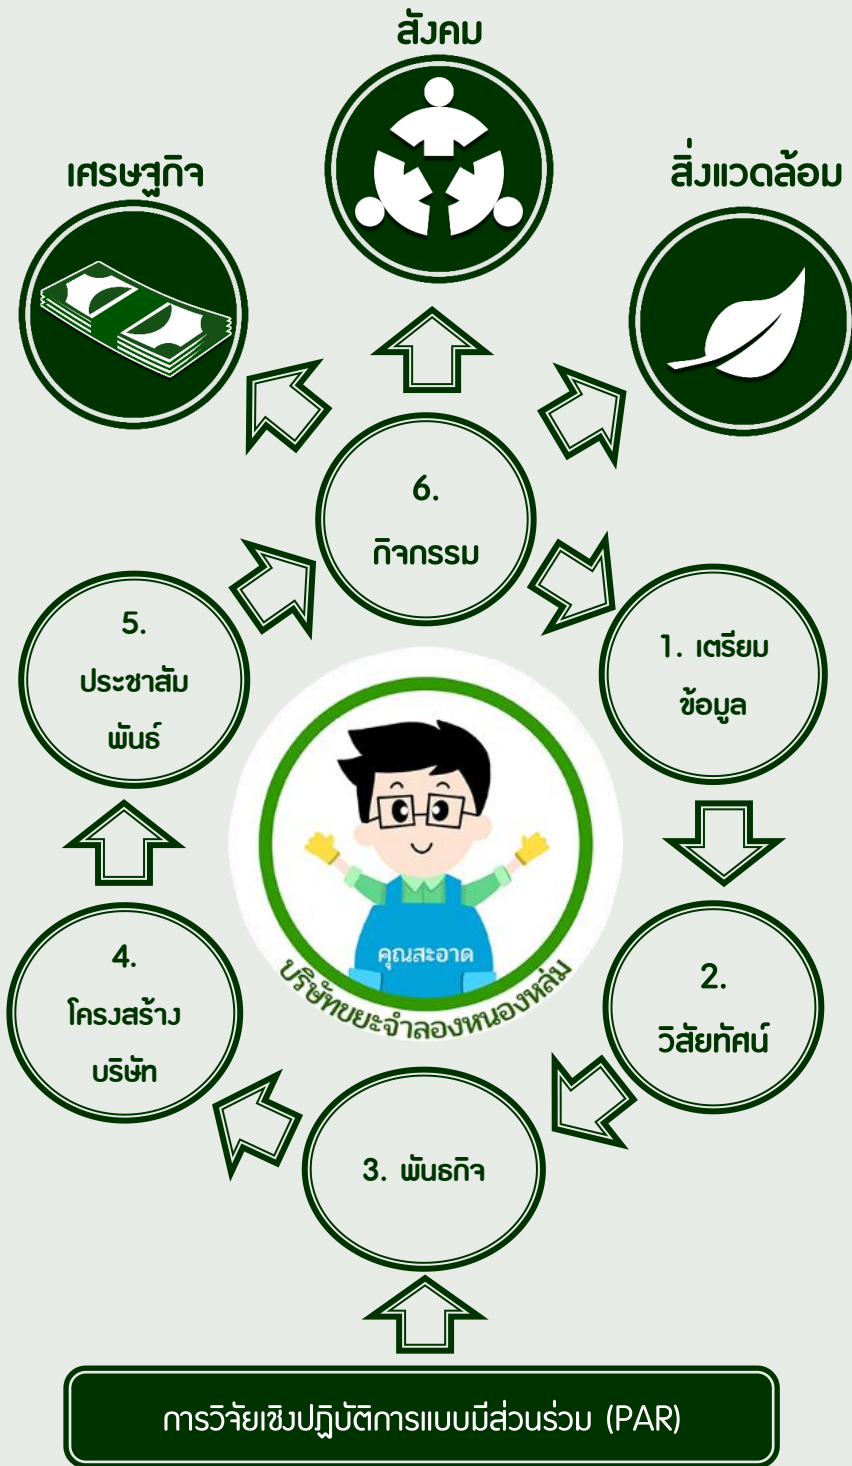 สังคม
เศรษฐกิจ
สิ่งแวดล้อม
6.
กิจกรรม
5.
ประชาสัม
พันธ์
1. เตรียม
ข้อมูล
คุณสะอาด
บริษัทขยะจำลองหนองหล่ม
4.
โครงสร้าง
บริษัท
2.
วิสัยทัศน์
3. พันธกิจ
การวิจัยเชิงปฏิบัติการแบบมีส่วนร่วม (PAR)